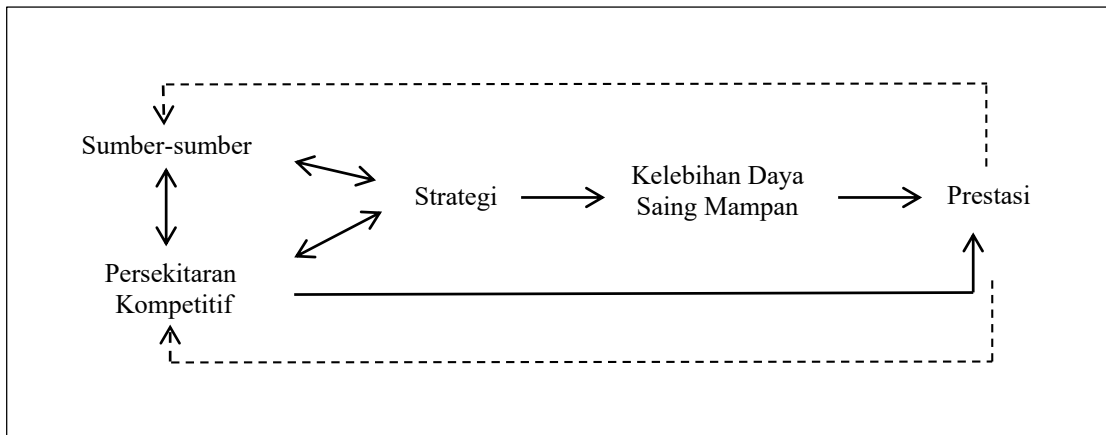 Sumber-sumber
Strategi
Kelebihan Daya
Saing Mampan
Prestasi
Persekitaran
Kompetitif